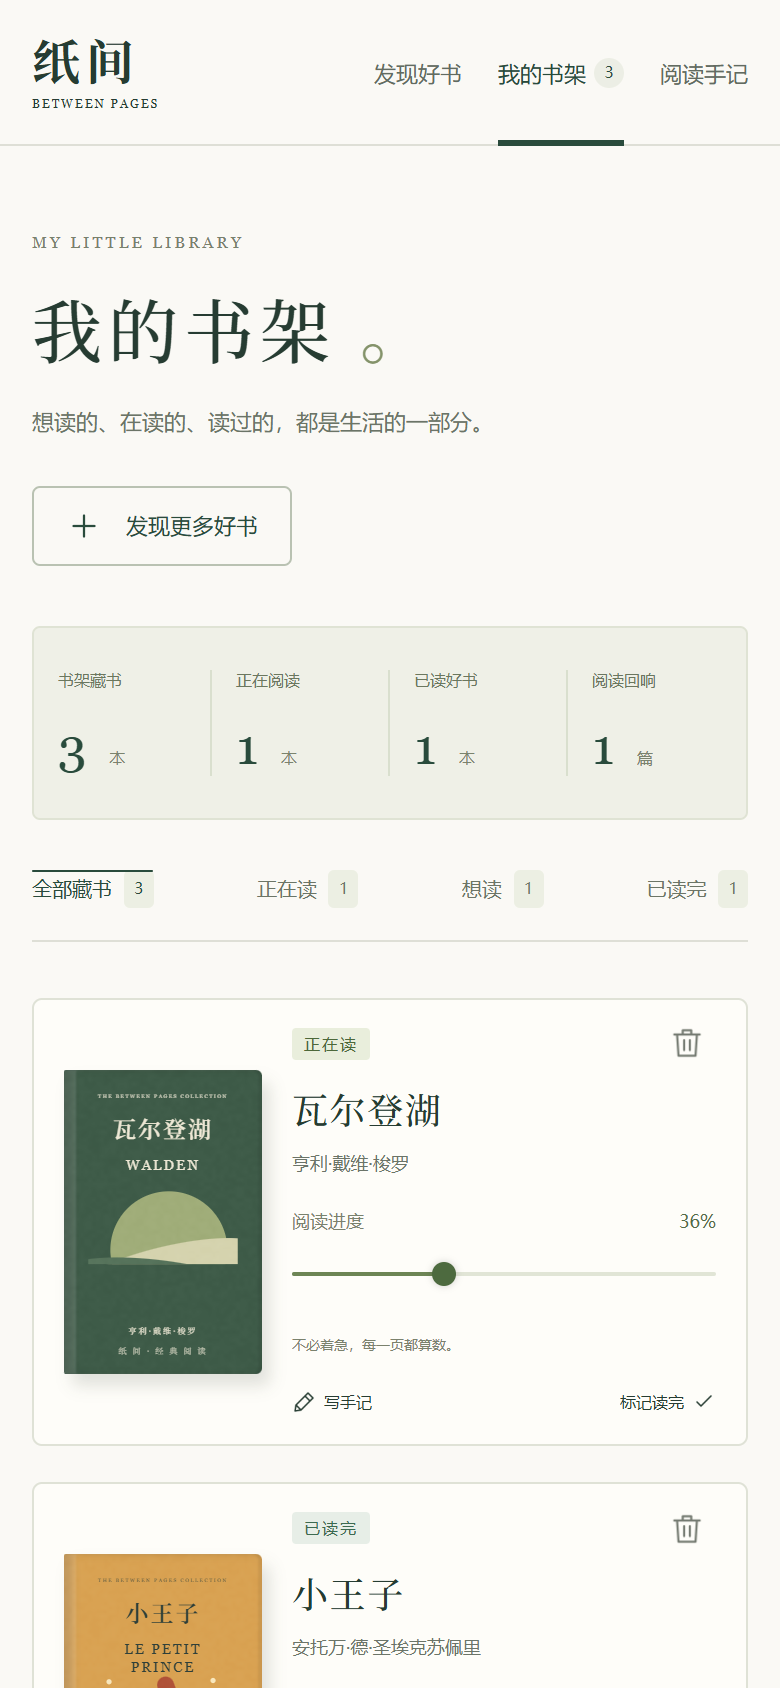 纸间
BETWEEN PAGES
发现好书
我的书架 3
阅读手记
MY LITTLE LIBRARY
我的书架 。
想读的、在读的、读过的，都是生活的一部分。
发现更多好书
书架藏书
3 本
正在阅读
1 本
已读好书
1 本
阅读回响
1 篇
全部藏书 3
正在读 1
想读 1
已读完 1
THE BETWEEN PAGES COLLECTION
瓦尔登湖
WALDEN
亨利·戴维·梭罗
纸间·经典阅读
正在读
瓦尔登湖
亨利·戴维·梭罗
阅读进度 36%
不必着急，每一页都算数。
写手记
标记读完
THE BETWEEN PAGES COLLECTION
小王子
LE PETIT
PRINCE
已读完
小王子
安托万·德·圣埃克苏佩里